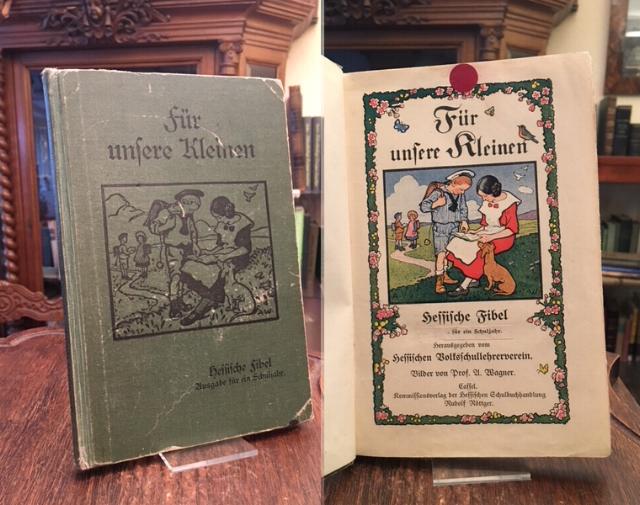 Für
unsere Kleinen
Hessische Fibel
Ausgabe für ein Schuljahr.
Für
unsere Kleinen
Hessische Fibel
für ein Schuljahr.
Herausgegeben vom
Hessischen Volksschullehrerverein.
Bilder von Prof. A. Wagner.
Cassel.
Kommissionsverlag der Hessischen Schulbuchhandlung
Rudolf Röttger.